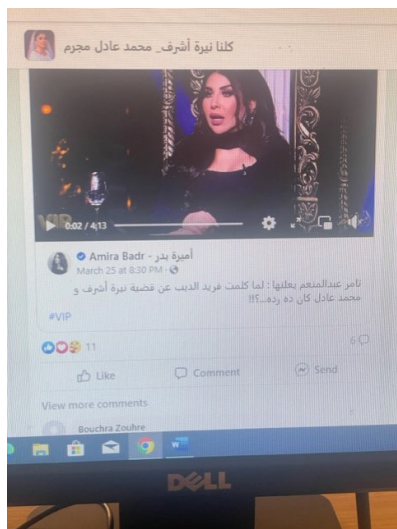 كلنا نيرة أشرف_ محمد عادل مجرم
VIP
0:02 / 4:13
Amira Badr - أميرة بدر
March 25 at 8:30 PM ·
تامر عبدالمنعم يعلنها : لما كلمت فريد الديب عن قضية نيرة أشرف و
محمد عادل كان ده رده...؟!!
#VIP
11
6
Like Comment Send
View more comments
Bouchra Zouhre
DELL